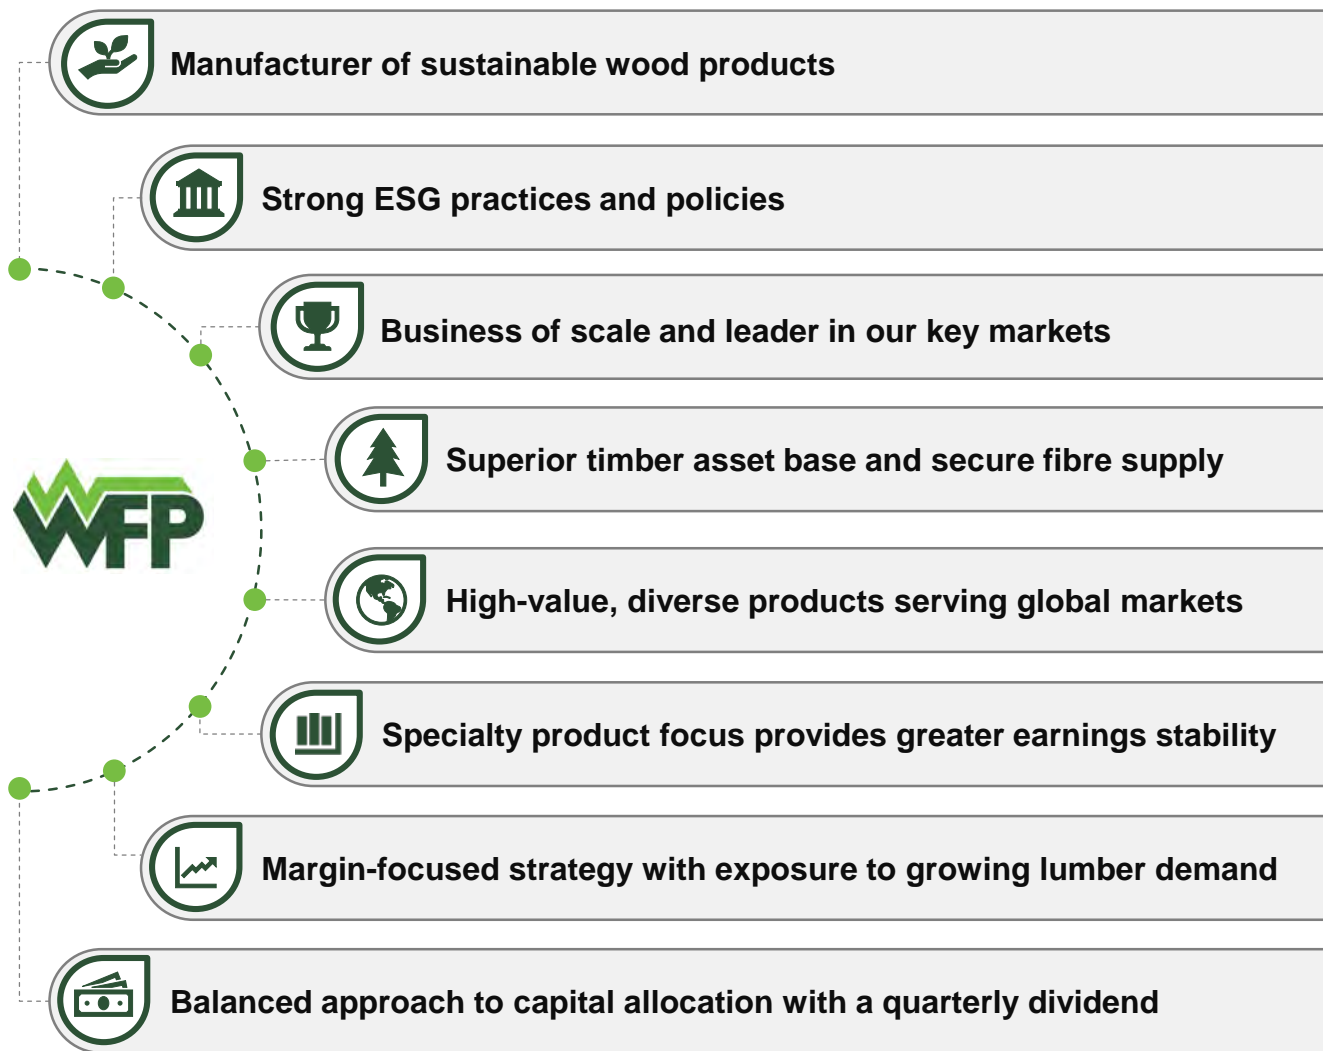 Manufacturer of sustainable wood products
Strong ESG practices and policies
Business of scale and leader in our key markets
Superior timber asset base and secure fibre supply
WFP
High-value, diverse products serving global markets
Specialty product focus provides greater earnings stability
Margin-focused strategy with exposure to growing lumber demand
Balanced approach to capital allocation with a quarterly dividend